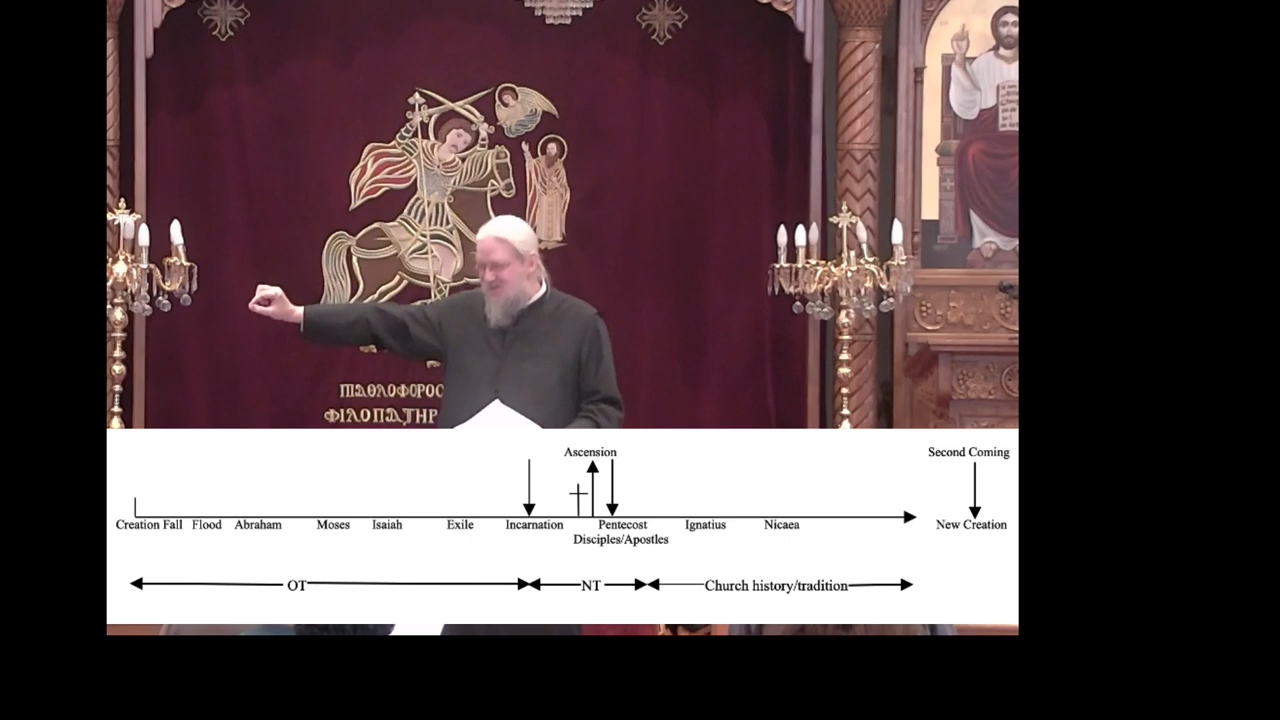 ΠΙΑΘΛΟΦΟΡΟC
ΦΙΛΟΠΑΤΗΡ
Ascension
Second Coming
Creation Fall Flood Abraham Moses Isaiah Exile Incarnation Pentecost Ignatius Nicaea New Creation
Disciples/Apostles
OT NT Church history/tradition